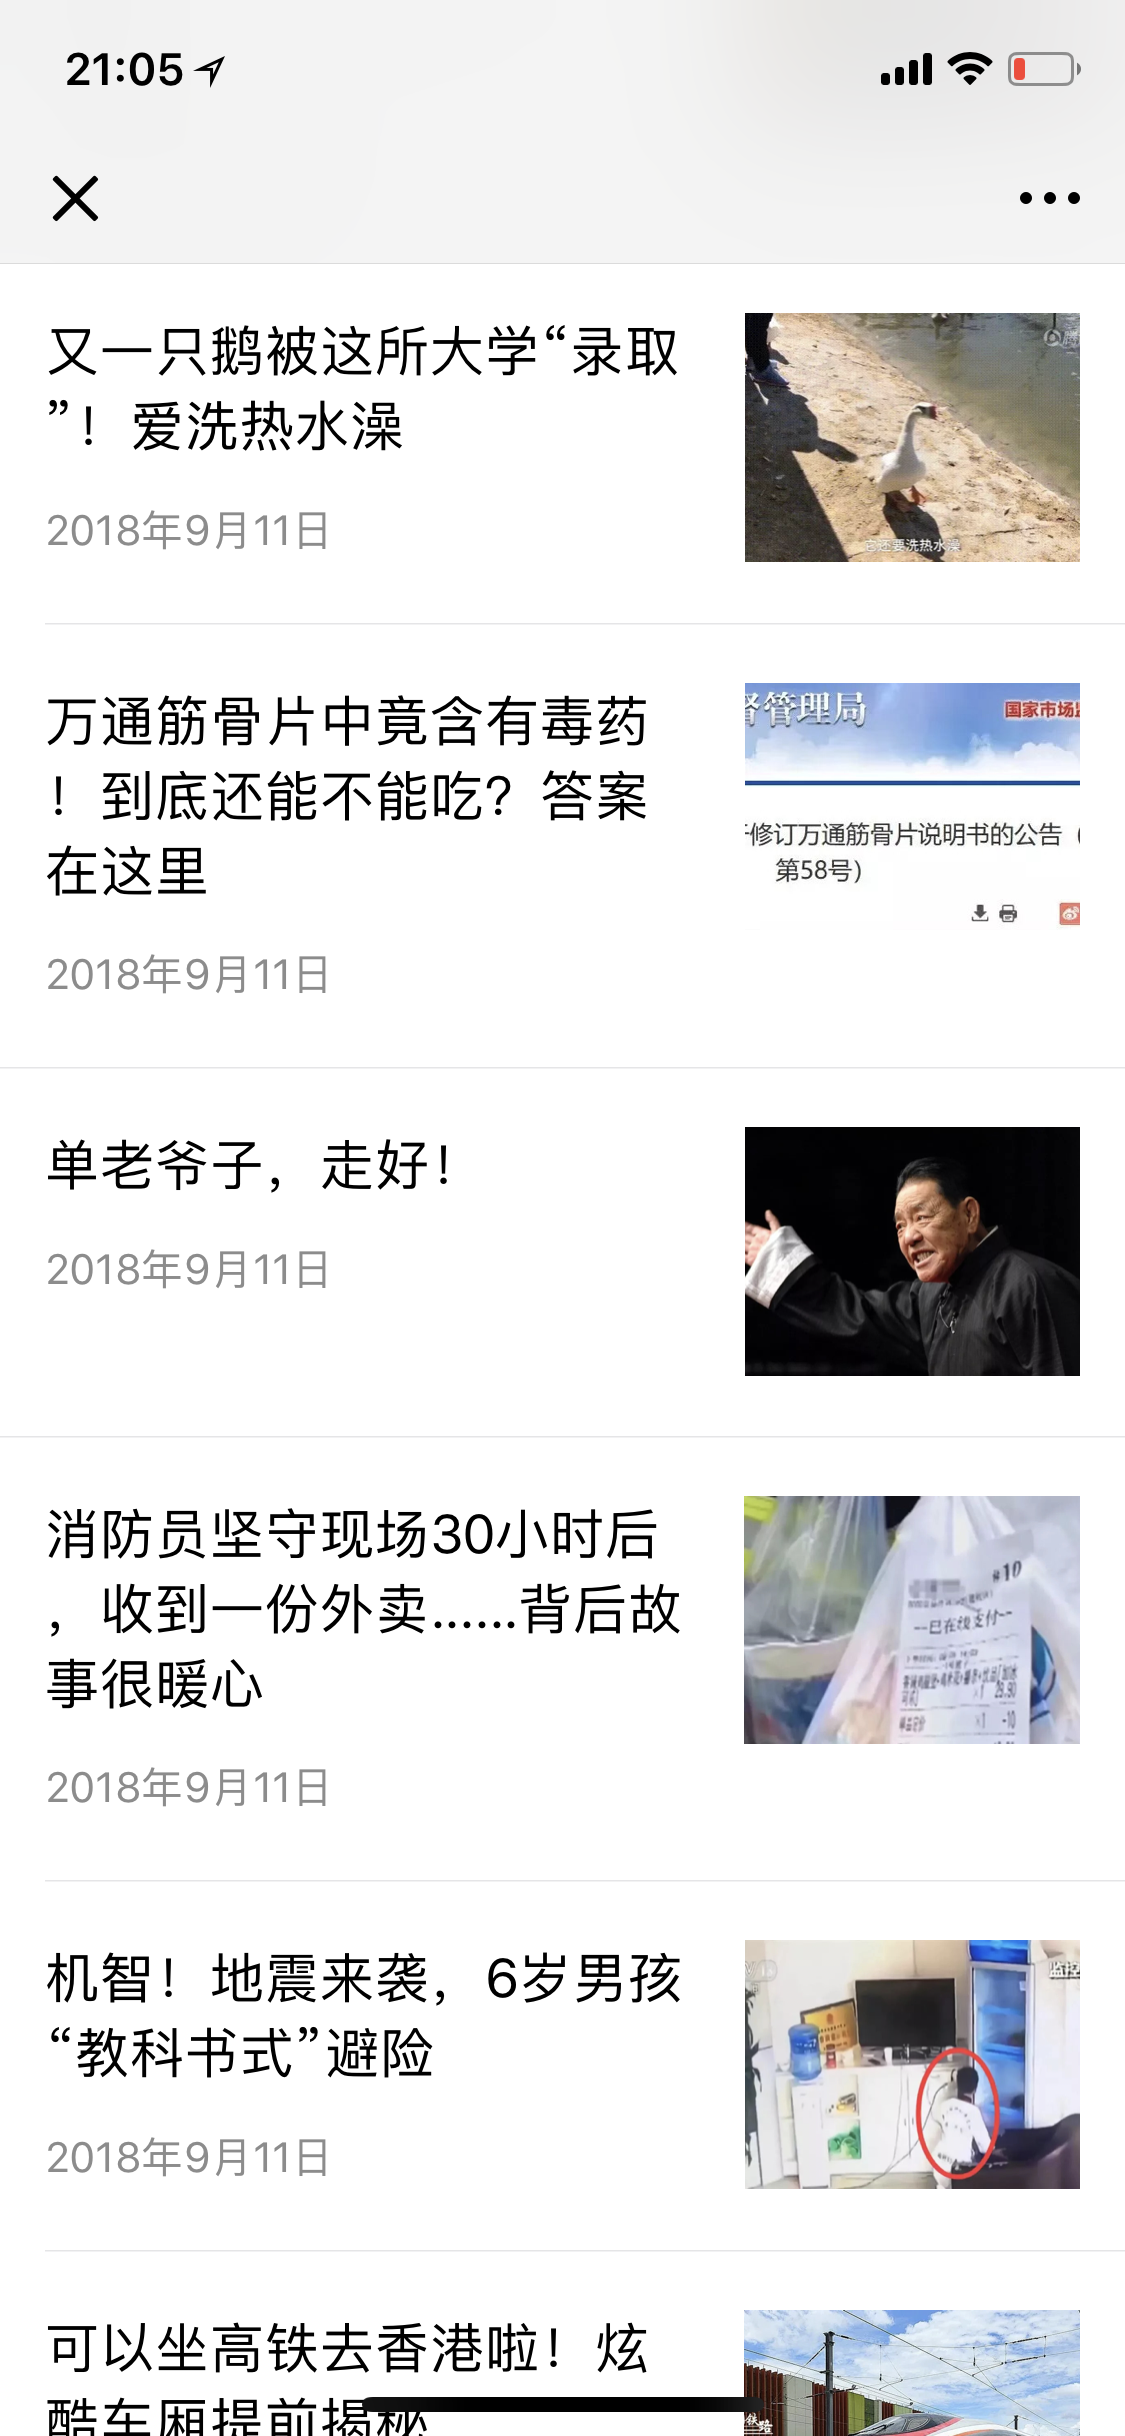 21:05
又一只鹅被这所大学“录取
”！爱洗热水澡
2018年9月11日
它还要洗热水澡
万通筋骨片中竟含有毒药
！到底还能不能吃？答案
在这里
2018年9月11日
督管理局
国家市场监
修订万通筋骨片说明书的公告（
第58号）
单老爷子，走好！
2018年9月11日
消防员坚守现场30小时后
，收到一份外卖……背后故
事很暖心
2018年9月11日
10
--已在线支付--
×1 29.90
×1 -10
机智！地震来袭，6岁男孩
“教科书式”避险
2018年9月11日
监控
可以坐高铁去香港啦！炫
酷车厢提前揭秘
铁路